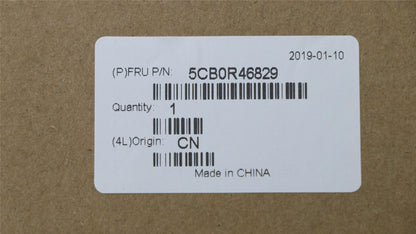 2019-01-10
(P)FRU P/N: 5CB0R46829
Quantity: 1
(4L)Origin: CN
Made in CHINA